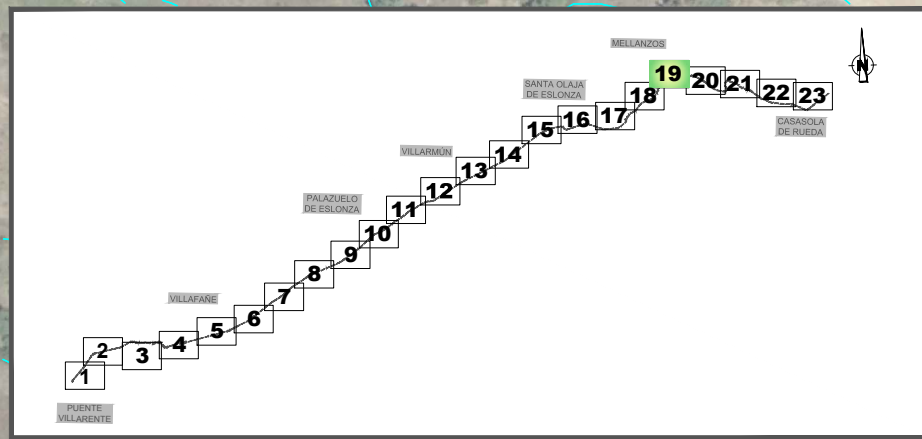 MELLANZOS
N
19
20
21
22
23
SANTA OLAJA
DE ESLONZA
18
17
16
15
CASASOLA
DE RUEDA
VILLARMÚN
14
13
12
PALAZUELO
DE ESLONZA
11
10
9
8
VILLAFAÑE
7
6
5
4
3
2
1
PUENTE
VILLARENTE